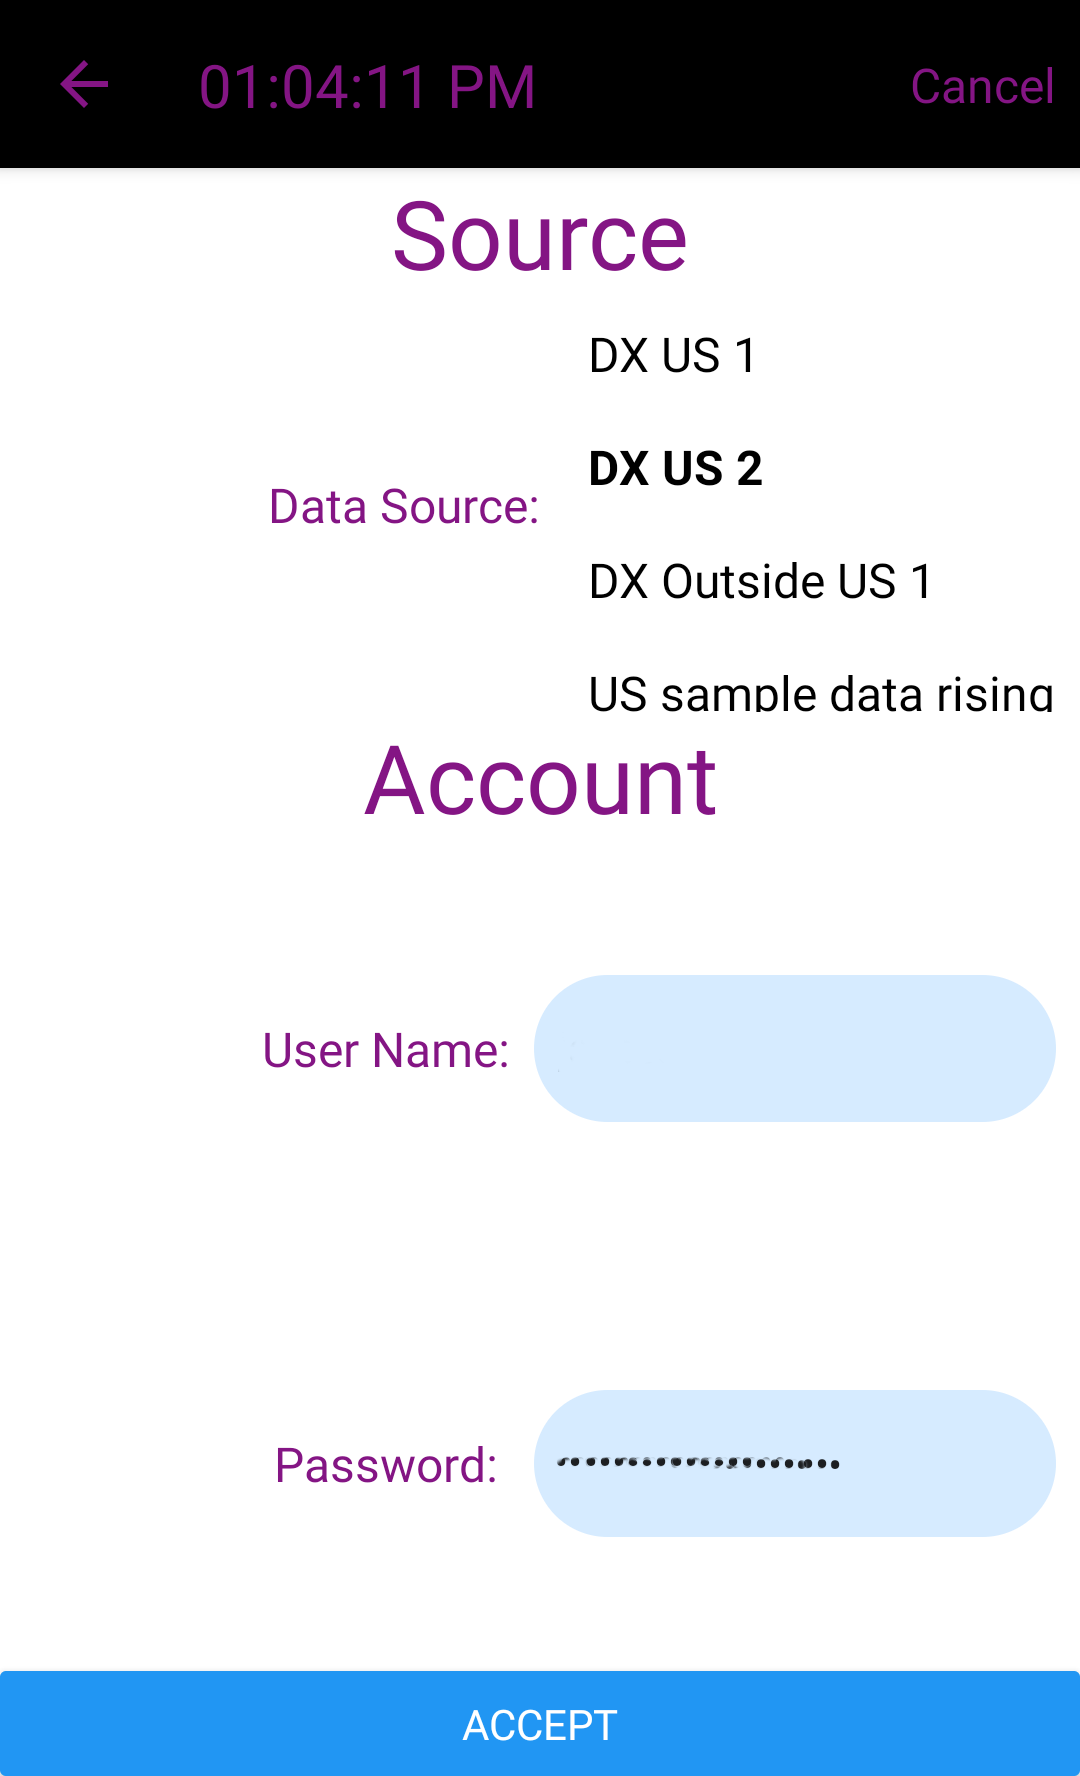 01:04:11 PM Cancel
Source
DX US 1
DX US 2
Data Source:
DX Outside US 1
US sample data rising
Account
User Name:
Password:
ACCEPT